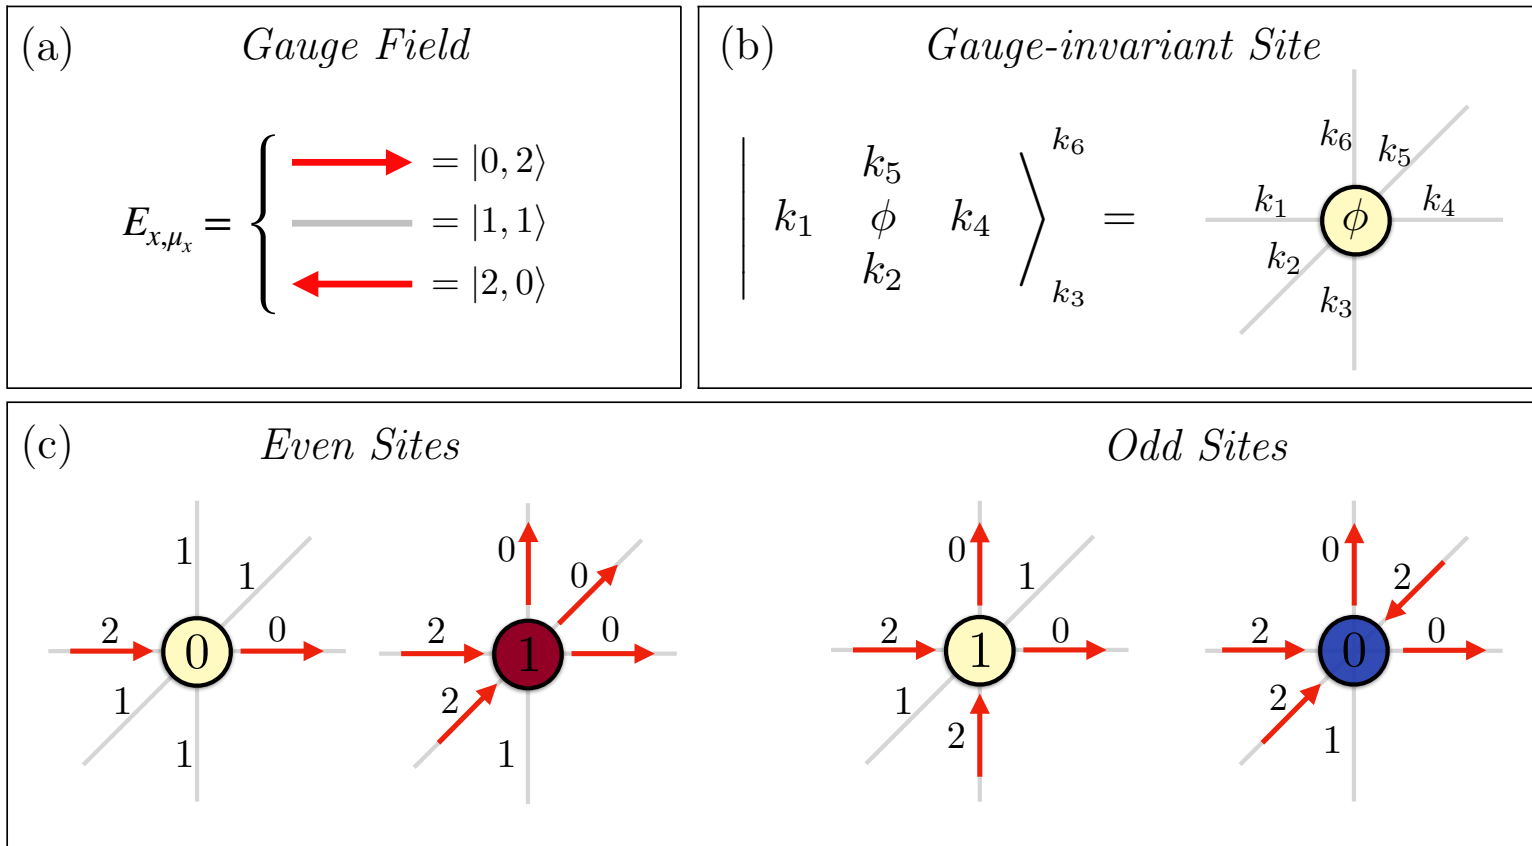 (a) Gauge Field
E_{x,μ_x} =
= |0, 2⟩
= |1, 1⟩
= |2, 0⟩
(b) Gauge-invariant Site
k_6
k_5
k_1 φ k_4 =
k_2
k_3
k_6 k_5
k_1 φ k_4
k_2
k_3
(c) Even Sites
1
1
2 0 0
1
1
0
0
2 1 0
2
1
Odd Sites
0
1
2 1 0
1
2
0
2
2 0 0
2
1